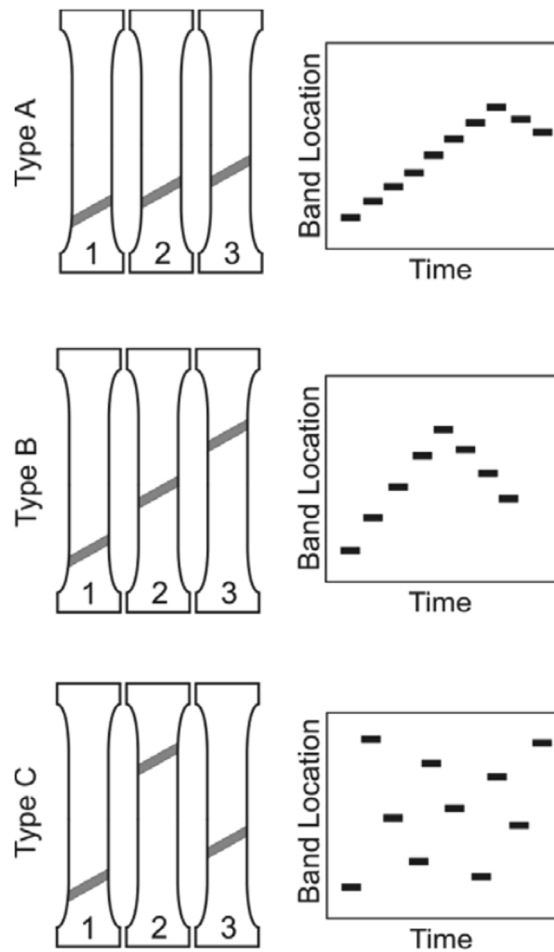 Type A
1 2 3
Band Location
Time
Type B
1 2 3
Band Location
Time
Type C
1 2 3
Band Location
Time